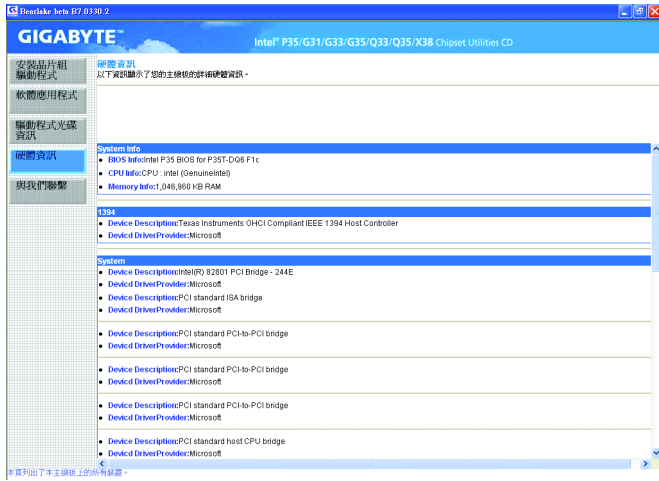 Bearlake beta B7.0330.2
GIGABYTE™
Intel® P35/G31/G33/G35/Q33/Q35/X38 Chipset Utilities CD
安裝晶片組
驅動程式
軟體應用程式
驅動程式光碟
資訊
硬體資訊
與我們聯繫
硬體資訊
以下資訊顯示了您的主機板的詳細硬體資訊。
System Info
BIOS Info:Intel P35 BIOS for P35T-DQ6 F1c
CPU Info:CPU : intel (GenuineIntel)
Memory Info:1,046,960 KB RAM
1394
Device Description:Texas Instruments OHCI Compliant IEEE 1394 Host Controller
Devicd DriverProvider:Microsoft
System
Device Description:Intel(R) 82801 PCI Bridge - 244E
Devicd DriverProvider:Microsoft
Device Description:PCI standard ISA bridge
Devicd DriverProvider:Microsoft
Device Description:PCI standard PCI-to-PCI bridge
Devicd DriverProvider:Microsoft
Device Description:PCI standard PCI-to-PCI bridge
Devicd DriverProvider:Microsoft
Device Description:PCI standard PCI-to-PCI bridge
Devicd DriverProvider:Microsoft
Device Description:PCI standard host CPU bridge
Devicd DriverProvider:Microsoft
本頁列出了本主機板上的所有裝置。